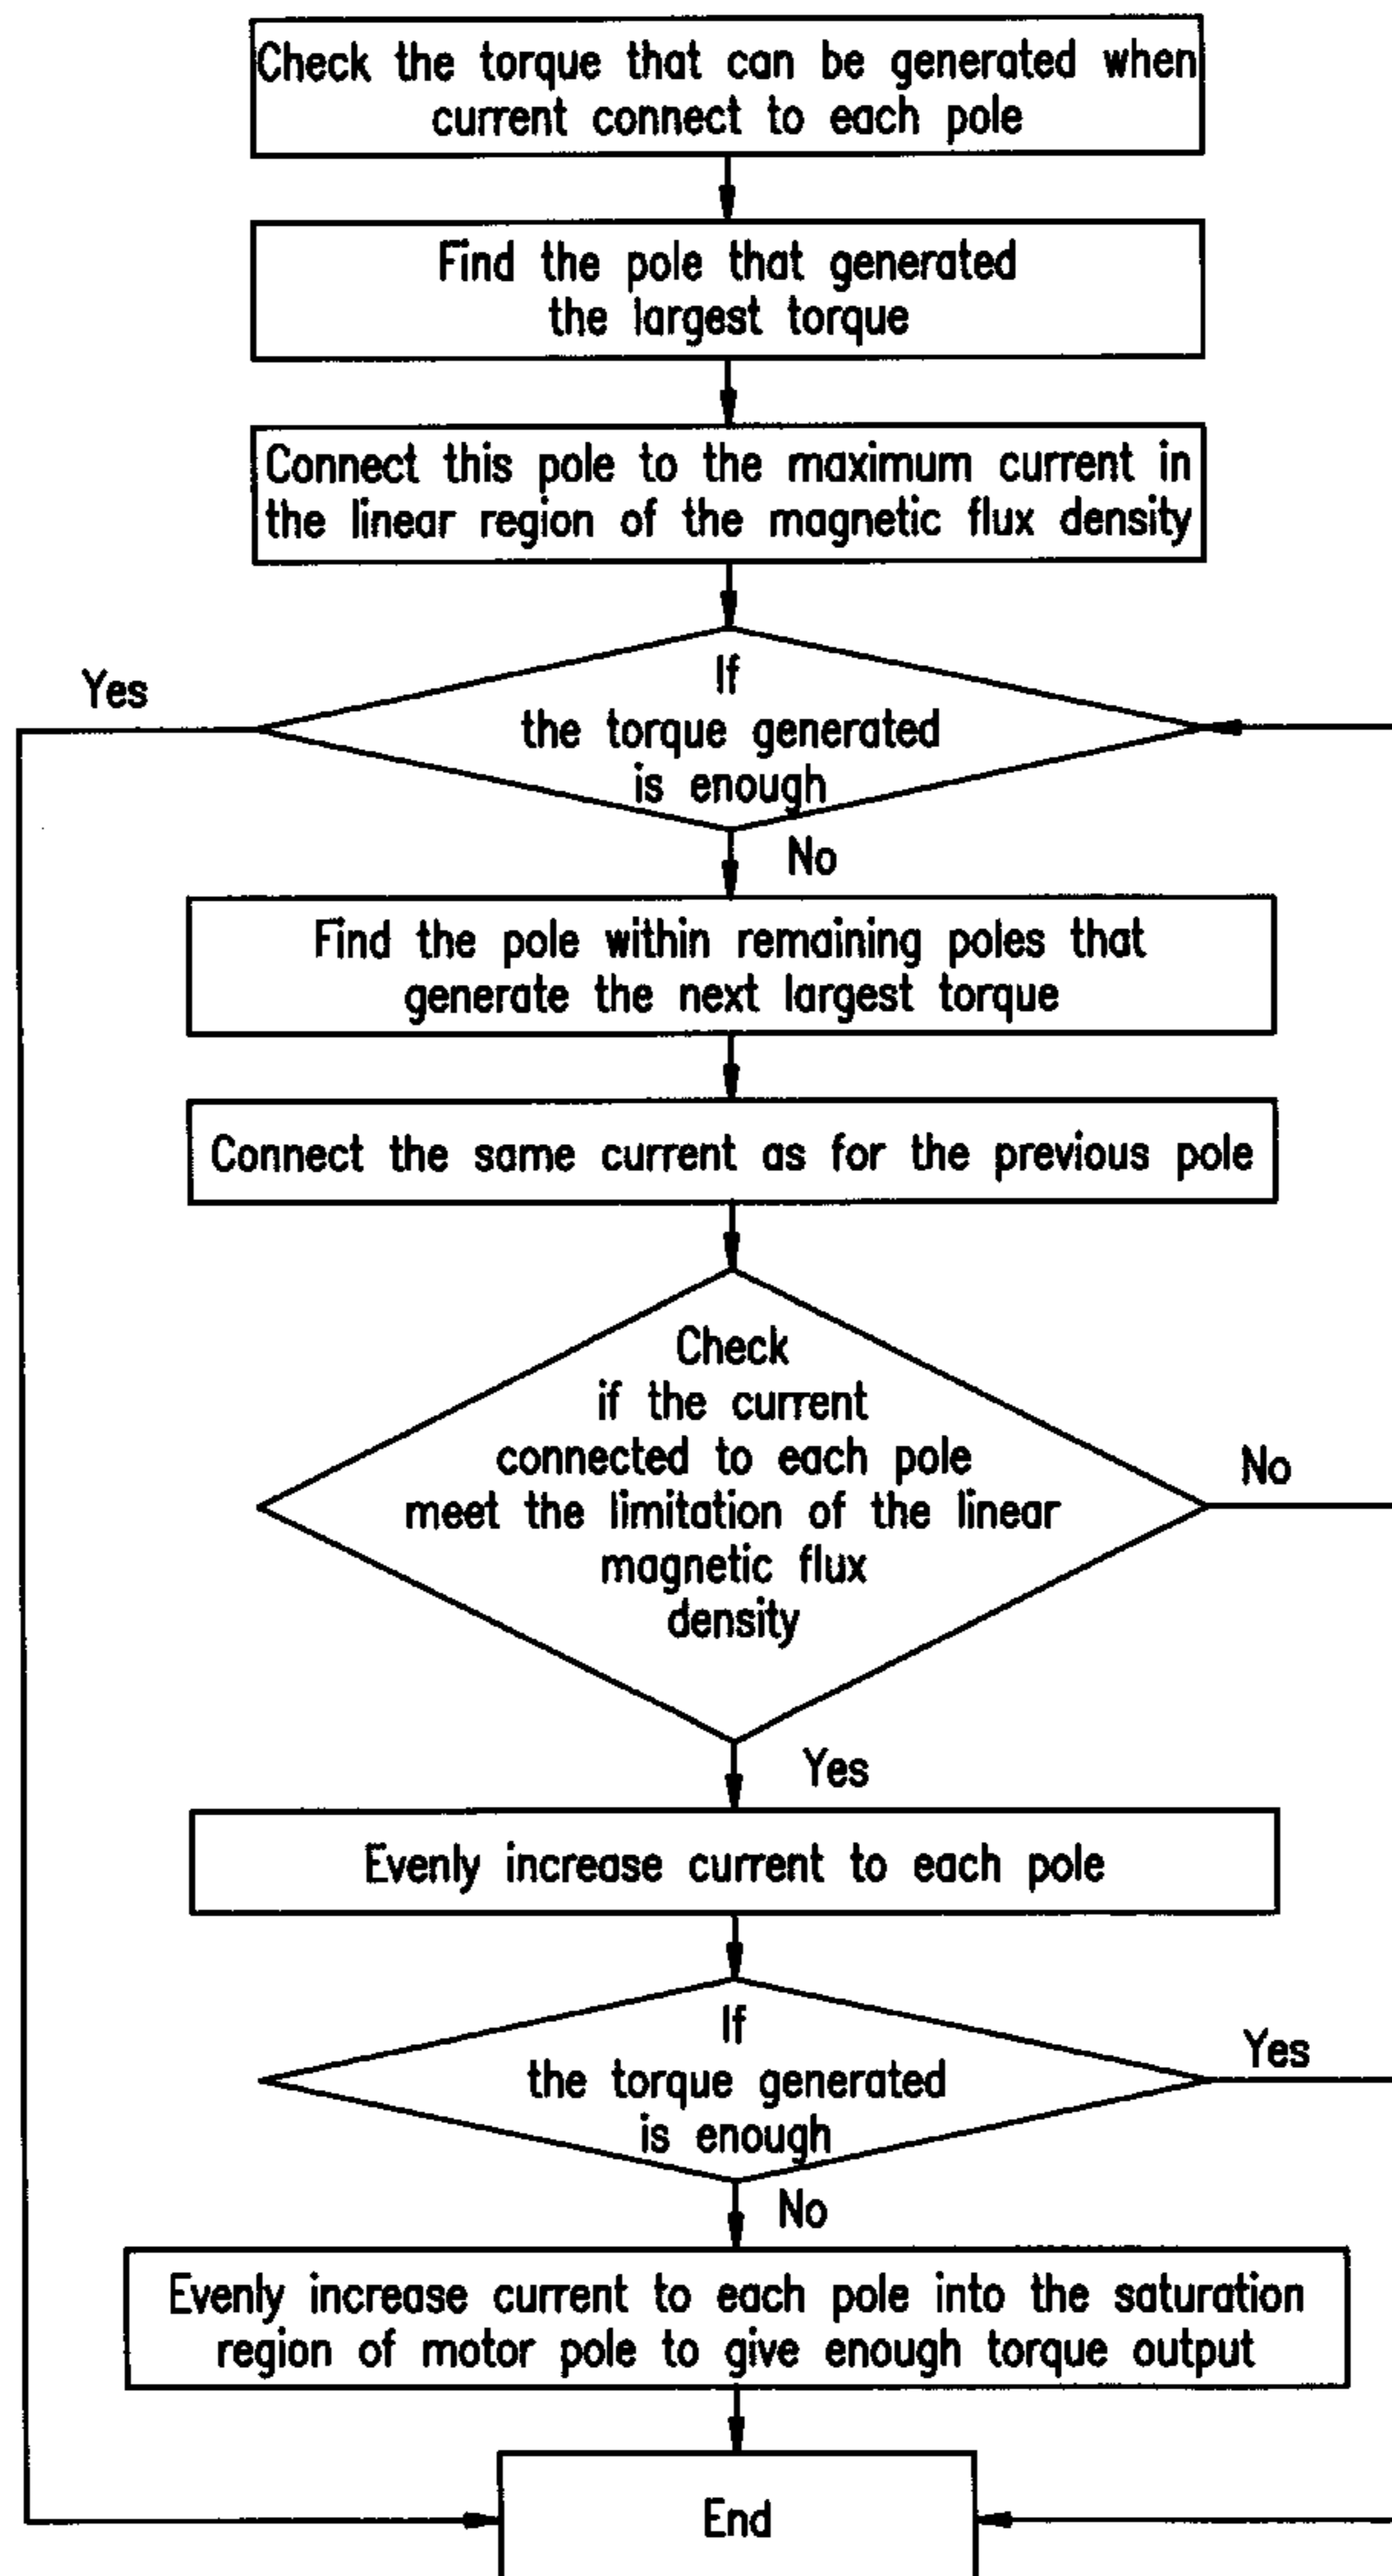 Check the torque that can be generated when
current connect to each pole
Find the pole that generated
the largest torque
Connect this pole to the maximum current in
the linear region of the magnetic flux density
If
the torque generated
is enough
Yes
No
Find the pole within remaining poles that
generate the next largest torque
Connect the same current as for the previous pole
Check
if the current
connected to each pole
meet the limitation of the linear
magnetic flux
density
No
Yes
Evenly increase current to each pole
If
the torque generated
is enough
Yes
No
Evenly increase current to each pole into the saturation
region of motor pole to give enough torque output
End